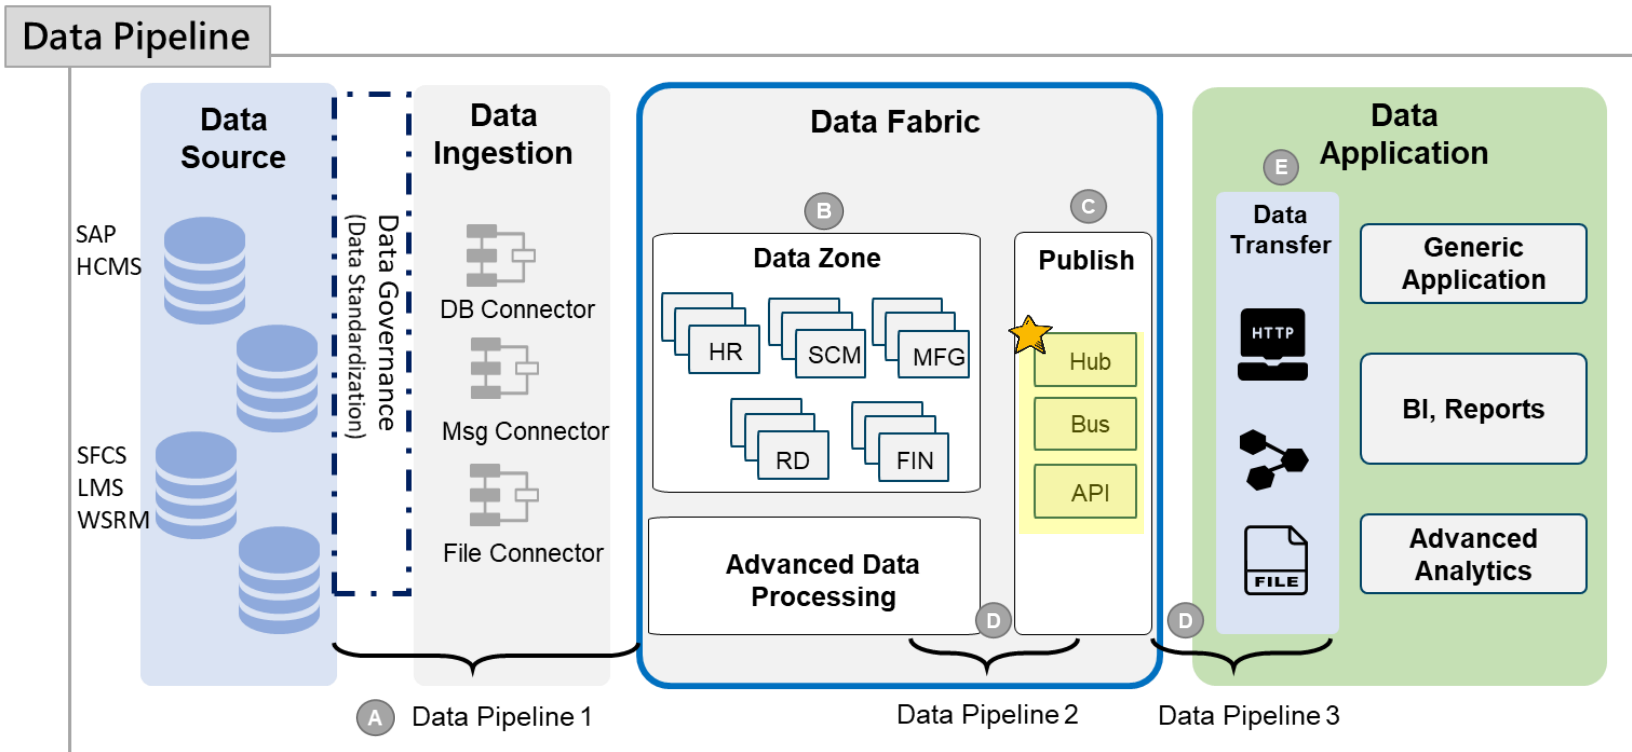 Data Pipeline
Data
Source
SAP
HCMS
SFCS
LMS
WSRM
Data Governance
(Data Standardization)
Data
Ingestion
DB Connector
Msg Connector
File Connector
A
Data Pipeline 1
Data Fabric
B
Data Zone
HR
SCM
MFG
RD
FIN
Advanced Data
Processing
C
Publish
Hub
Bus
API
D
Data Pipeline 2
D
Data Pipeline 3
Data
Application
E
Data
Transfer
HTTP
FILE
Generic
Application
BI, Reports
Advanced
Analytics